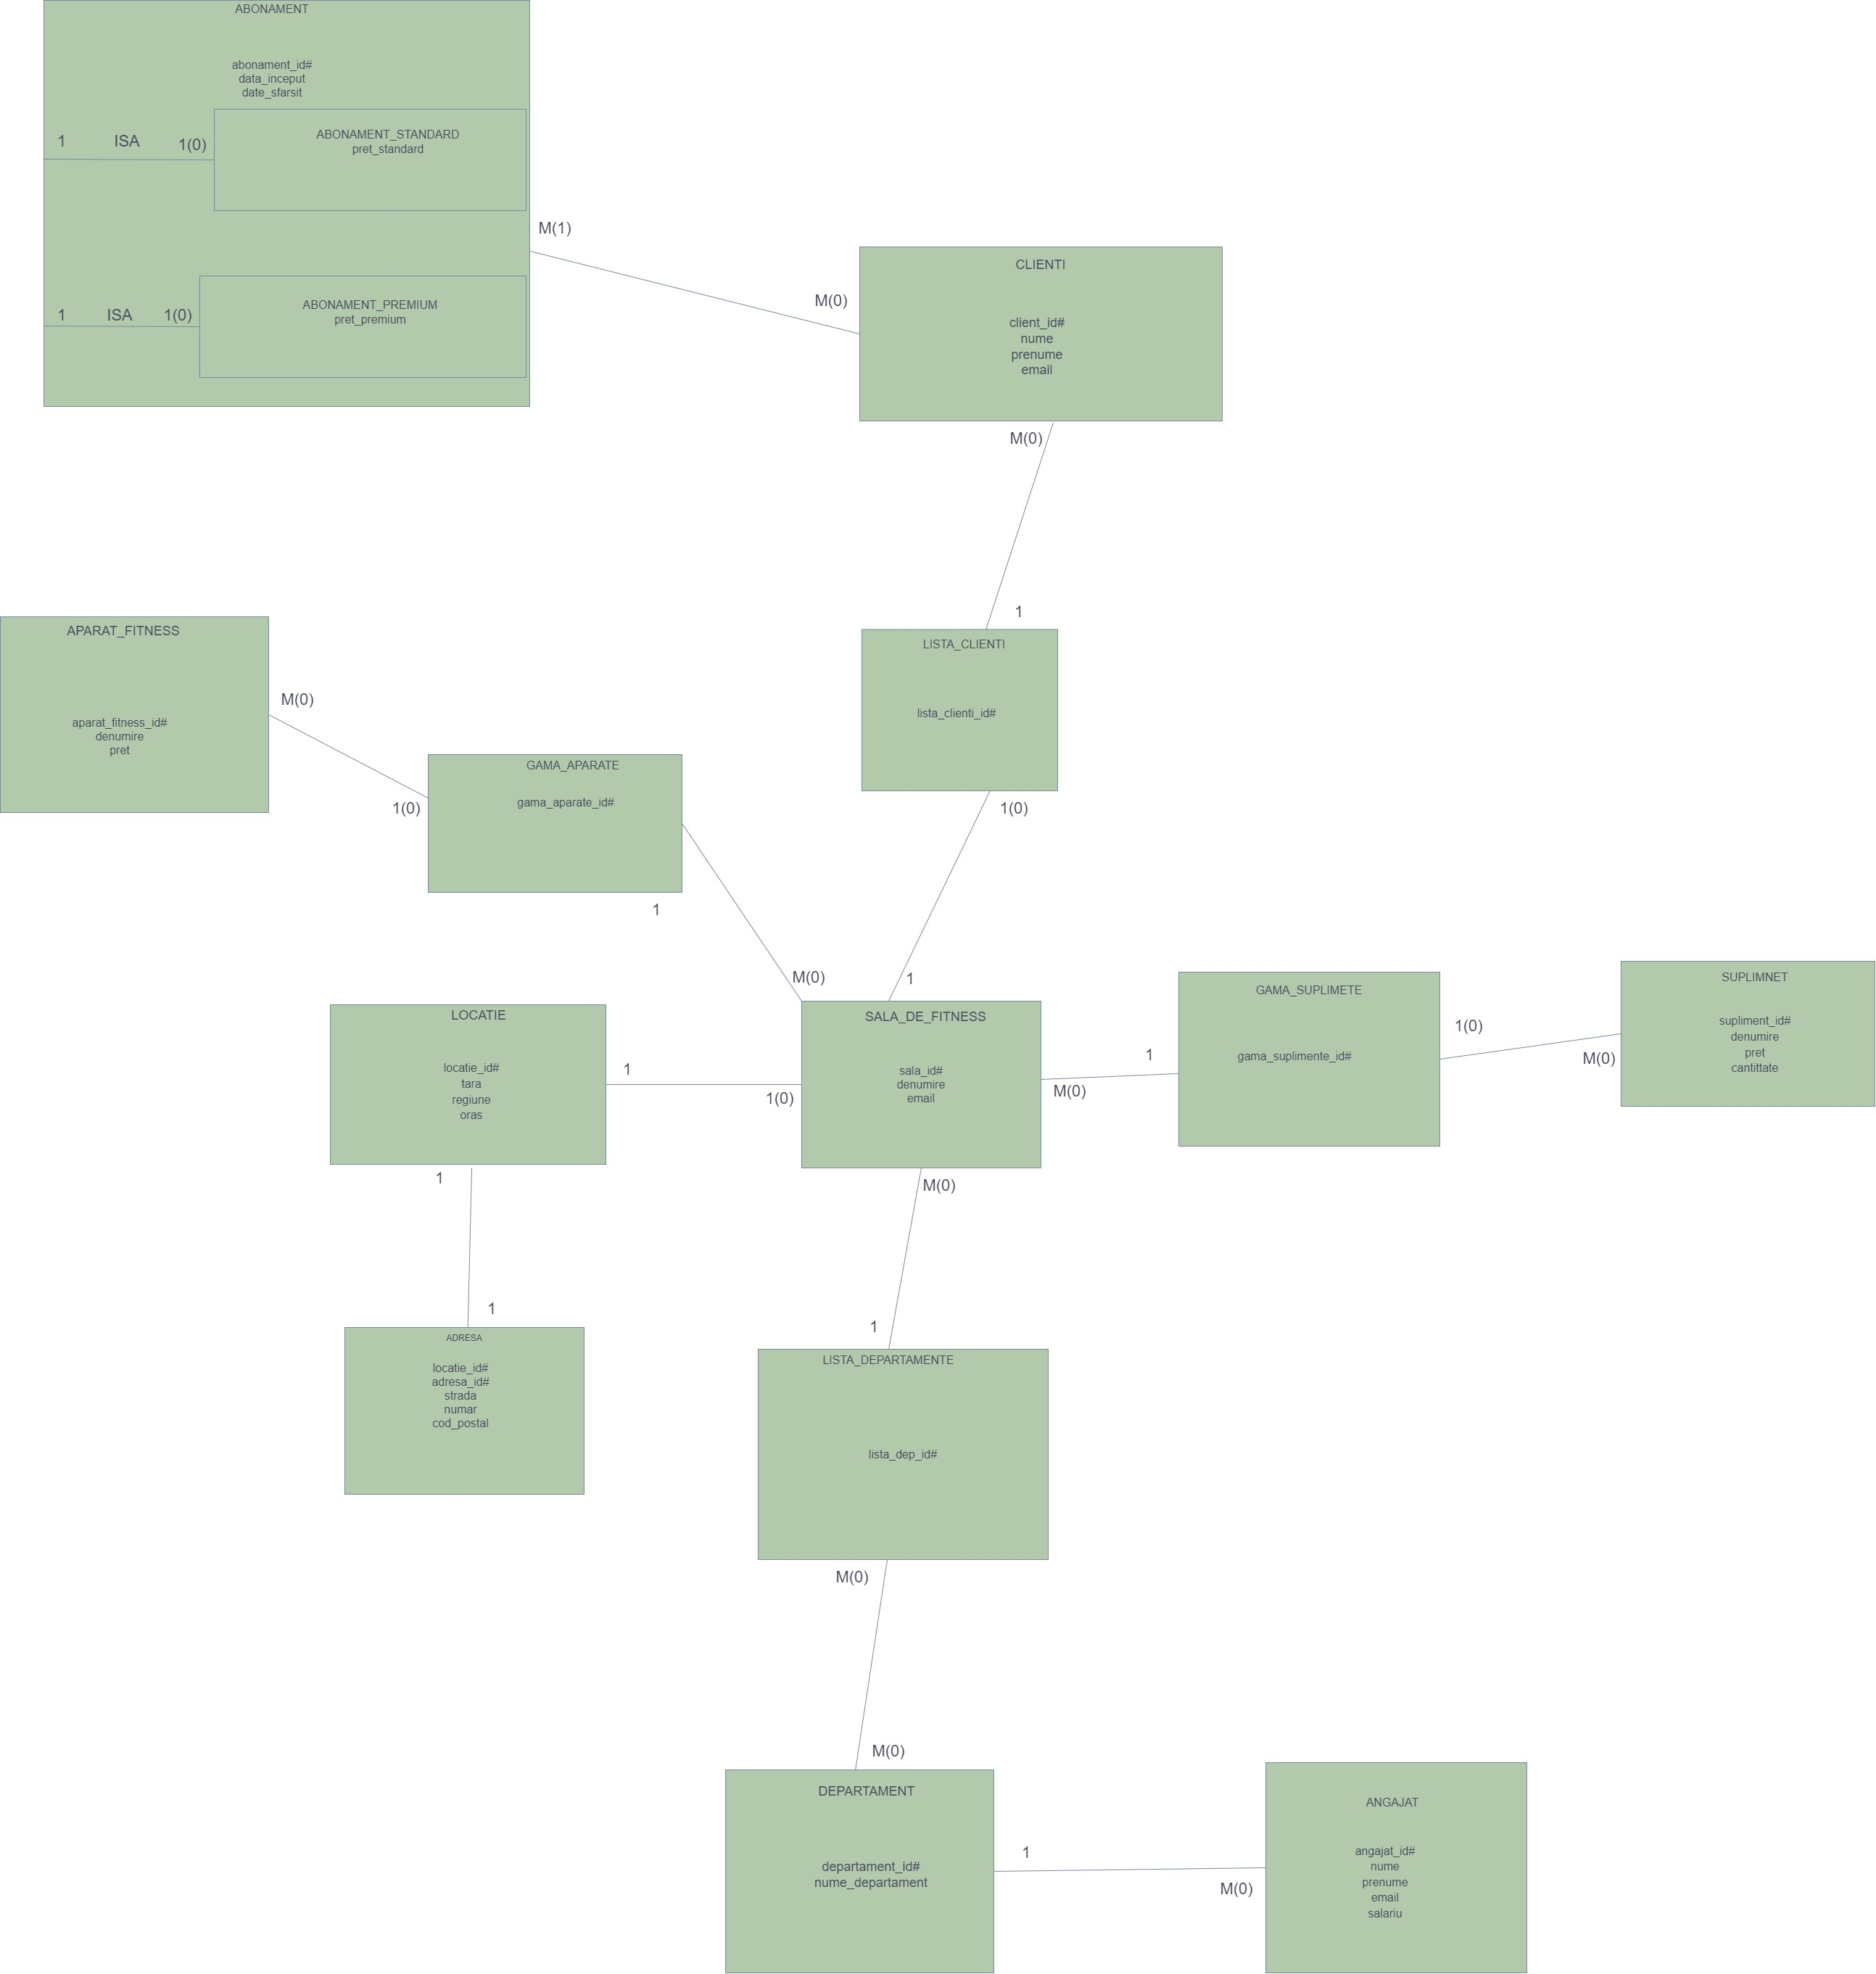 ABONAMENT
abonament_id#
data_inceput
date_sfarsit
1
ISA
1(0)
ABONAMENT_STANDARD
pret_standard
1
ISA
1(0)
ABONAMENT_PREMIUM
pret_premium
M(1)
M(0)
CLIENTI
client_id#
nume
prenume
email
M(0)
1
LISTA_CLIENTI
lista_clienti_id#
1(0)
1
APARAT_FITNESS
aparat_fitness_id#
denumire
pret
M(0)
1(0)
GAMA_APARATE
gama_aparate_id#
1
M(0)
LOCATIE
locatie_id#
tara
regiune
oras
1
1(0)
SALA_DE_FITNESS
sala_id#
denumire
email
M(0)
1
GAMA_SUPLIMETE
gama_suplimente_id#
1(0)
M(0)
SUPLIMNET
supliment_id#
denumire
pret
cantittate
1
1
ADRESA
locatie_id#
adresa_id#
strada
numar
cod_postal
M(0)
1
LISTA_DEPARTAMENTE
lista_dep_id#
M(0)
M(0)
DEPARTAMENT
departament_id#
nume_departament
1
M(0)
ANGAJAT
angajat_id#
nume
prenume
email
salariu